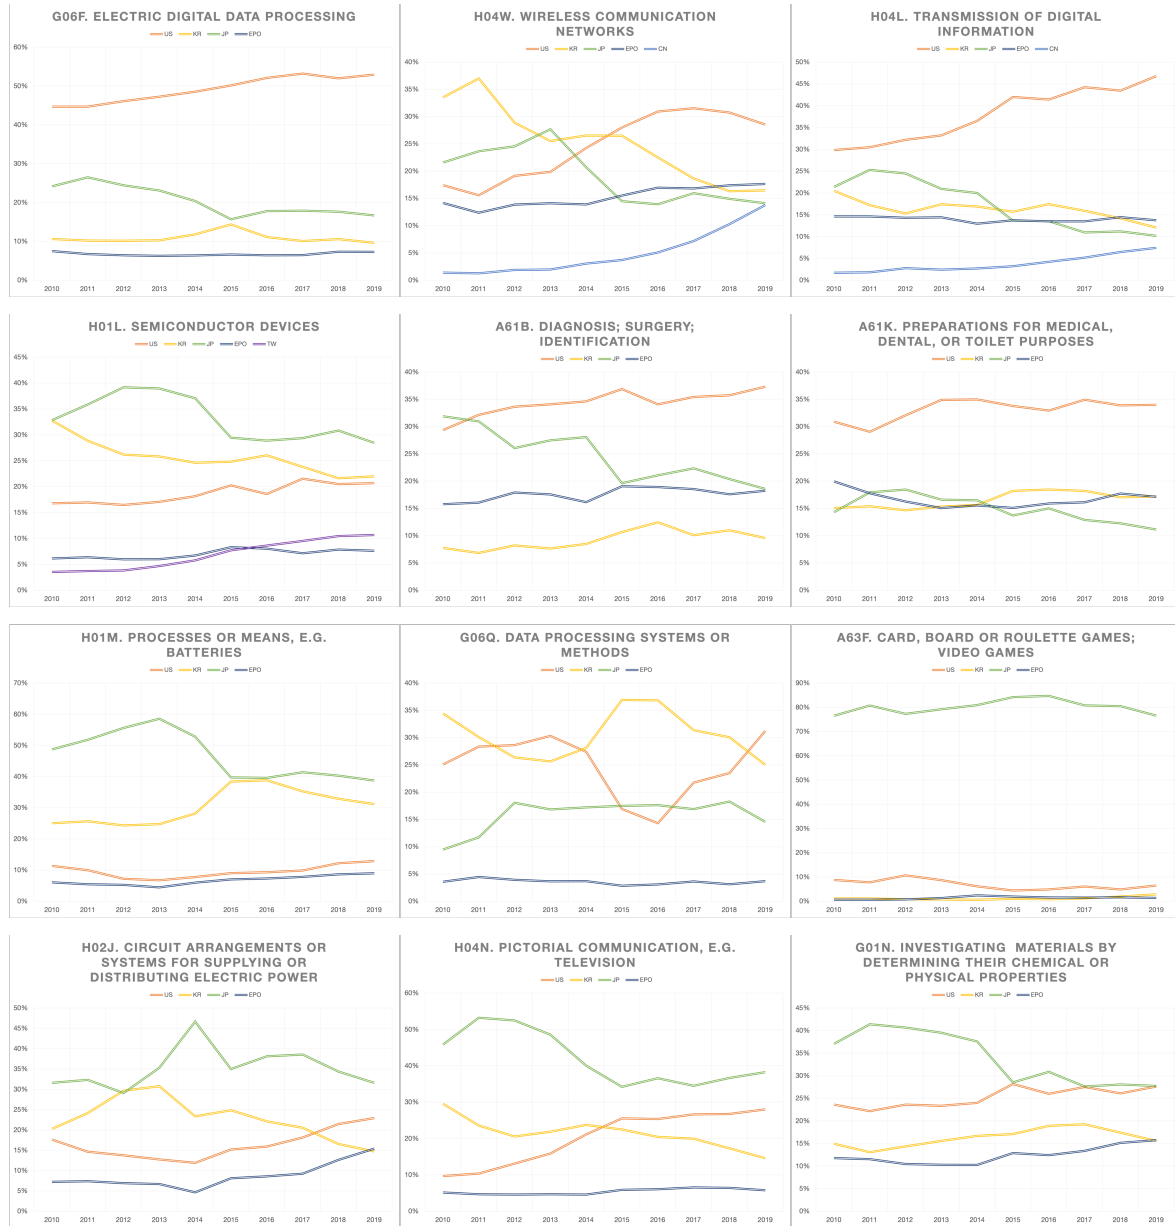 G06F. ELECTRIC DIGITAL DATA PROCESSING
US KR JP EPO
60%
50%
40%
30%
20%
10%
0%
2010 2011 2012 2013 2014 2015 2016 2017 2018 2019
H04W. WIRELESS COMMUNICATION
NETWORKS
US KR JP EPO CN
40%
35%
30%
25%
20%
15%
10%
5%
0%
2010 2011 2012 2013 2014 2015 2016 2017 2018 2019
H04L. TRANSMISSION OF DIGITAL
INFORMATION
US KR JP EPO CN
50%
45%
40%
35%
30%
25%
20%
15%
10%
5%
0%
2010 2011 2012 2013 2014 2015 2016 2017 2018 2019
H01L. SEMICONDUCTOR DEVICES
US KR JP EPO TW
45%
40%
35%
30%
25%
20%
15%
10%
5%
0%
2010 2011 2012 2013 2014 2015 2016 2017 2018 2019
A61B. DIAGNOSIS; SURGERY;
IDENTIFICATION
US KR JP EPO
40%
35%
30%
25%
20%
15%
10%
5%
0%
2010 2011 2012 2013 2014 2015 2016 2017 2018 2019
A61K. PREPARATIONS FOR MEDICAL,
DENTAL, OR TOILET PURPOSES
US KR JP EPO
40%
35%
30%
25%
20%
15%
10%
5%
0%
2010 2011 2012 2013 2014 2015 2016 2017 2018 2019
H01M. PROCESSES OR MEANS, E.G.
BATTERIES
US KR JP EPO
70%
60%
50%
40%
30%
20%
10%
0%
2010 2011 2012 2013 2014 2015 2016 2017 2018 2019
G06Q. DATA PROCESSING SYSTEMS OR
METHODS
US KR JP EPO
40%
35%
30%
25%
20%
15%
10%
5%
0%
2010 2011 2012 2013 2014 2015 2016 2017 2018 2019
A63F. CARD, BOARD OR ROULETTE GAMES;
VIDEO GAMES
US KR JP EPO
90%
80%
70%
60%
50%
40%
30%
20%
10%
0%
2010 2011 2012 2013 2014 2015 2016 2017 2018 2019
H02J. CIRCUIT ARRANGEMENTS OR
SYSTEMS FOR SUPPLYING OR
DISTRIBUTING ELECTRIC POWER
US KR JP EPO
50%
45%
40%
35%
30%
25%
20%
15%
10%
5%
0%
2010 2011 2012 2013 2014 2015 2016 2017 2018 2019
H04N. PICTORIAL COMMUNICATION, E.G.
TELEVISION
US KR JP EPO
60%
50%
40%
30%
20%
10%
0%
2010 2011 2012 2013 2014 2015 2016 2017 2018 2019
G01N. INVESTIGATING MATERIALS BY
DETERMINING THEIR CHEMICAL OR
PHYSICAL PROPERTIES
US KR JP EPO
45%
40%
35%
30%
25%
20%
15%
10%
5%
0%
2010 2011 2012 2013 2014 2015 2016 2017 2018 2019